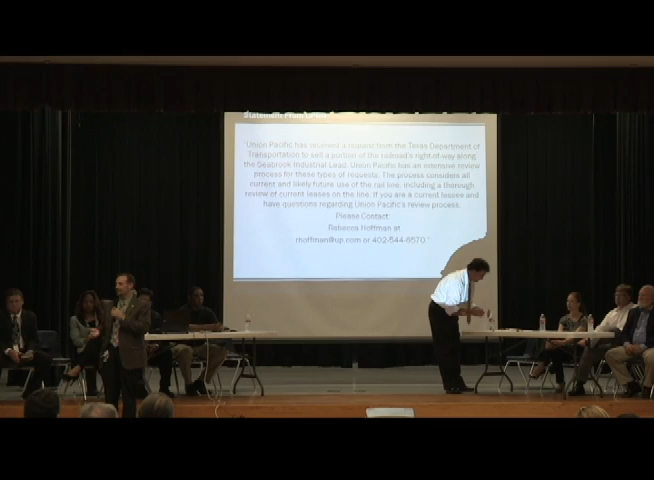 Statement From UPRR
"Union Pacific has received a request from the Texas Department of
Transportation to sell a portion of the railroad's right-of-way along
the Seabrook Industrial Lead. Union Pacific has an extensive review
process for these types of requests. The process considers all
current and likely future use of the rail line, including a thorough
review of current leases on the line. If you are a current lessee and
have questions regarding Union Pacific's review process,
Please Contact:
Rebecca Hoffman at
rhoffman@up.com or 402-544-8570."